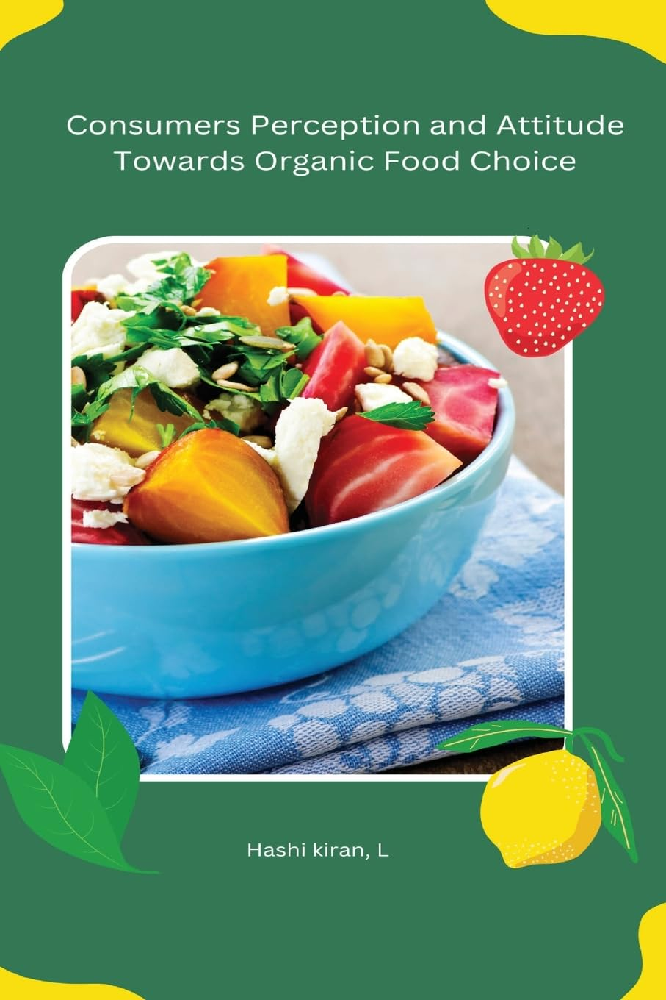 Consumers Perception and Attitude
Towards Organic Food Choice
Hashi kiran, L